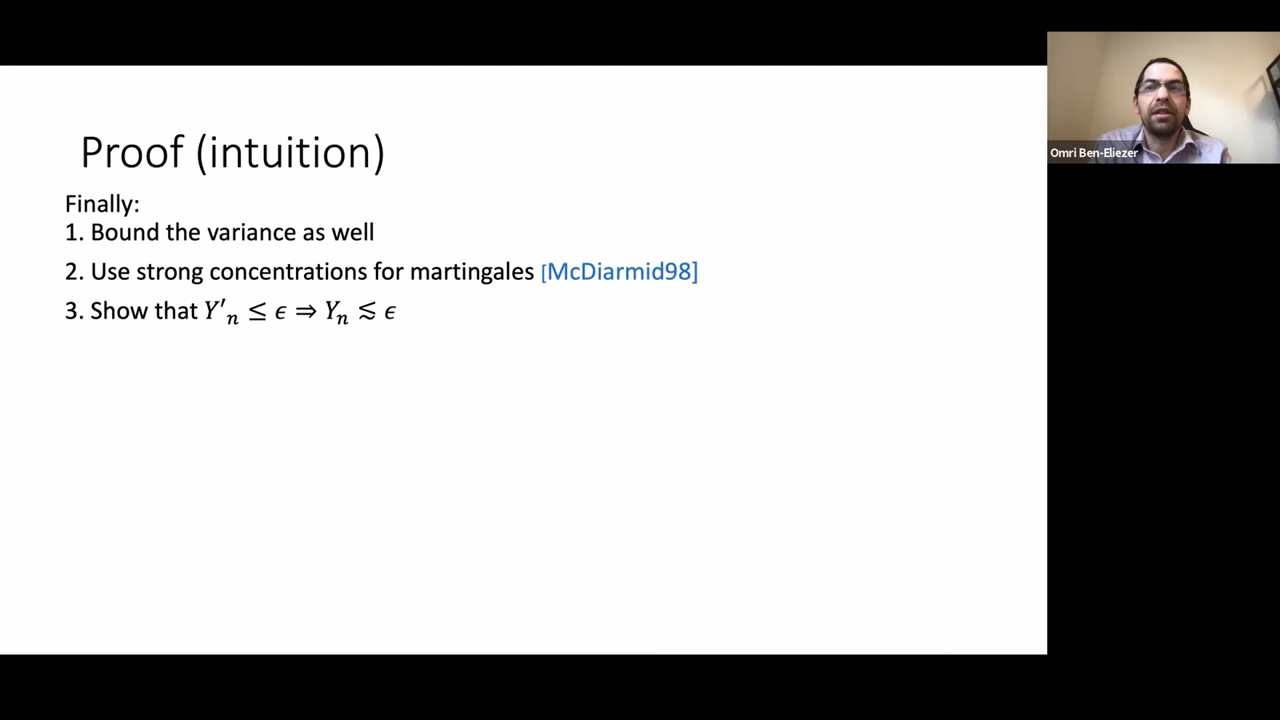 Proof (intuition)
Finally:
1. Bound the variance as well
2. Use strong concentrations for martingales [McDiarmid98]
3. Show that Y′ₙ ≤ ϵ ⇒ Yₙ ≲ ϵ
Omri Ben-Eliezer